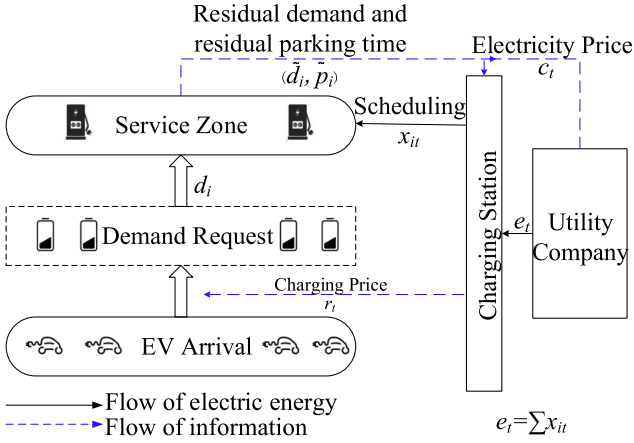 Residual demand and
residual parking time
(d̃ᵢ, p̃ᵢ)
Electricity Price
cₜ
Scheduling
xᵢₜ
Service Zone
dᵢ
Demand Request
Charging Station
eₜ
Utility
Company
Charging Price
rₜ
EV Arrival
Flow of electric energy
Flow of information
eₜ=∑xᵢₜ